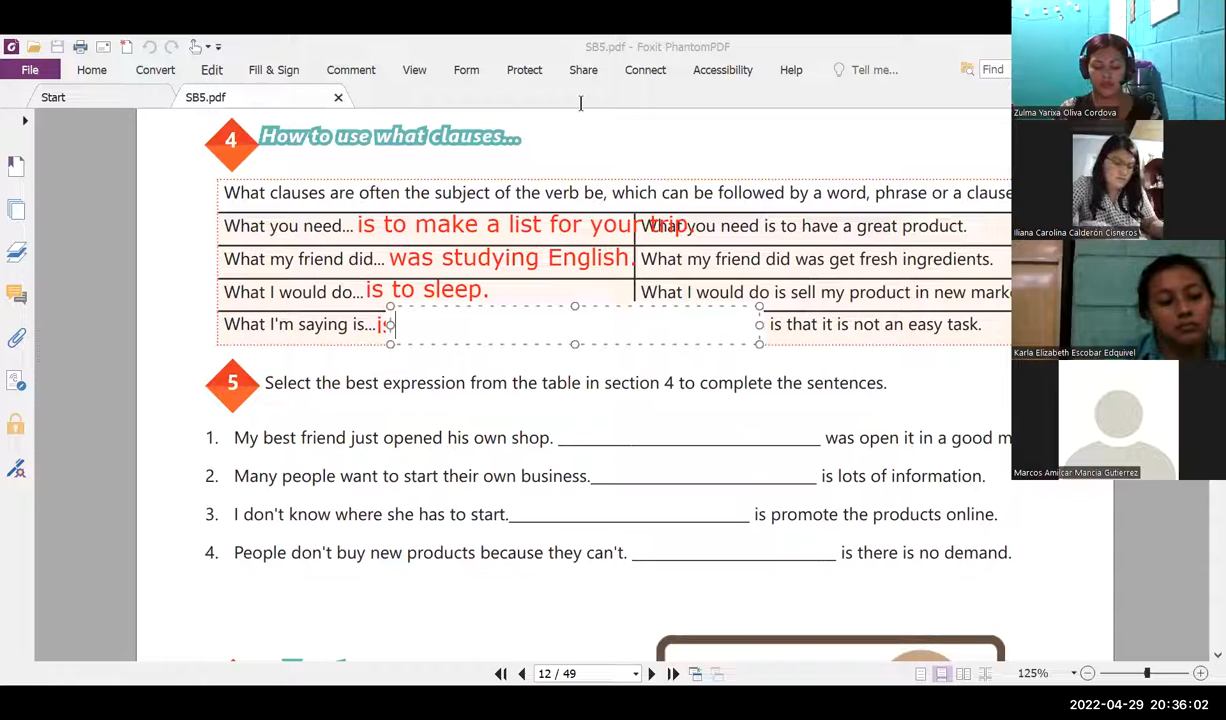 SB5.pdf - Foxit PhantomPDF
File Home Convert Edit Fill & Sign Comment View Form Protect Share Connect Accessibility Help Tell me... Find
Start SB5.pdf
4 How to use what clauses...
What clauses are often the subject of the verb be, which can be followed by a word, phrase or a clause
What you need... is to make a list for your trip. What you need is to have a great product.
What my friend did... was studying English. What my friend did was get fresh ingredients.
What I would do... is to sleep. What I would do is sell my product in new
What I'm saying is... is that it is not an easy task.
5 Select the best expression from the table in section 4 to complete the sentences.
1. My best friend just opened his own shop. ____________________ was open it in a good
2. Many people want to start their own business. ____________________ is lots of information.
3. I don't know where she has to start. ____________________ is promote the products online.
4. People don't buy new products because they can't. ____________________ is there is no demand.
12 / 49
125%
Zulma Yarixa Oliva Cordova
Iliana Carolina Calderón Cisneros
Karla Elizabeth Escobar Edquivel
Marcos Amilcar Mancia Gutierrez
2022-04-29 20:36:02